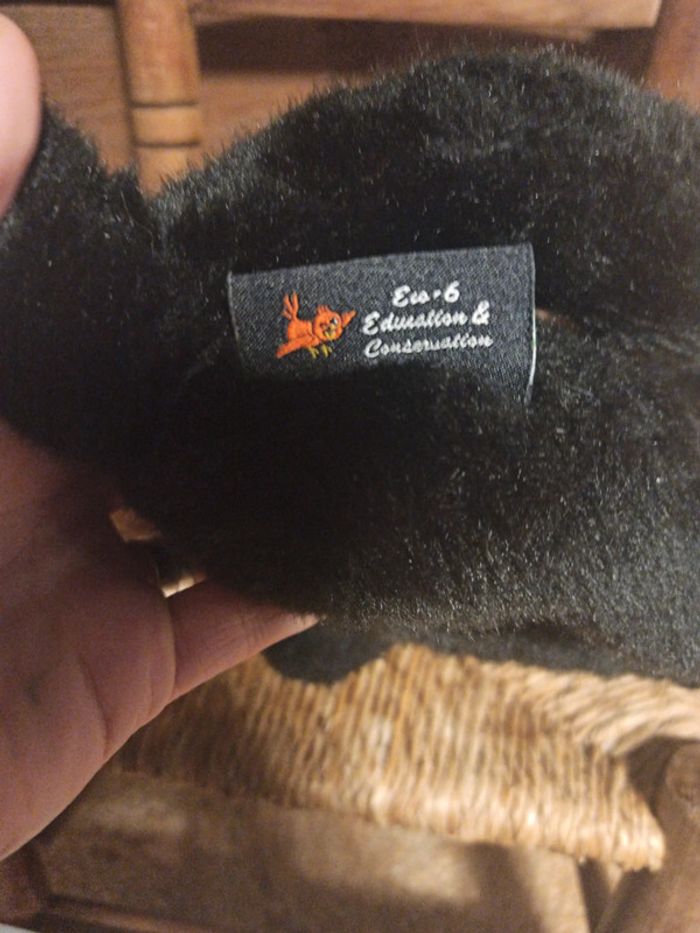 Eco•6
Education &
Conservation